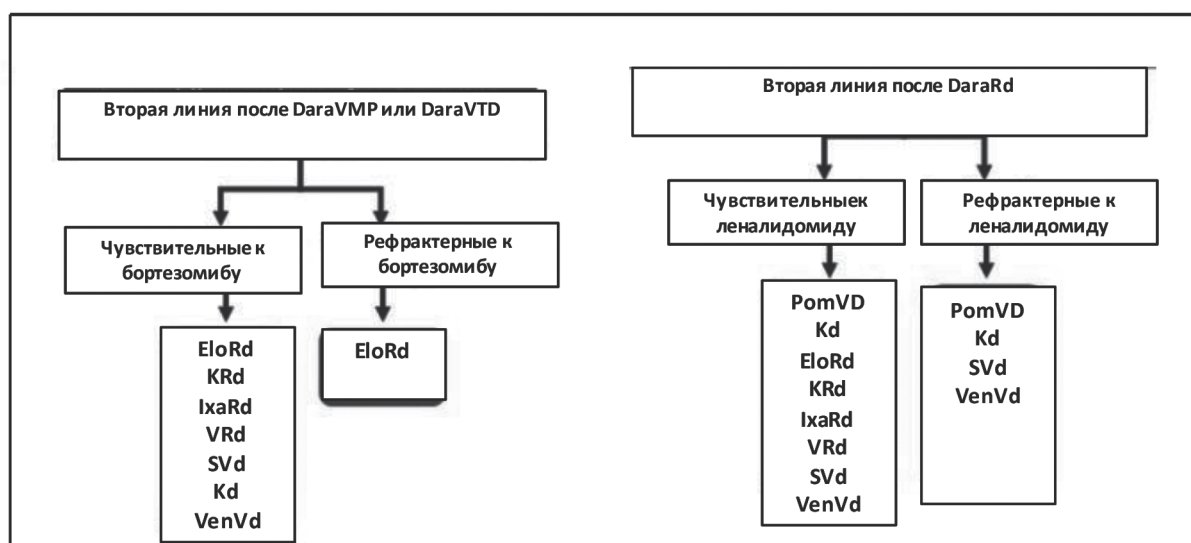 Вторая линия после DaraVMP или DaraVTD
Чувствительные к
бортезомибу
Рефрактерные к
бортезомибу
EloRd
KRd
IxaRd
VRd
SVd
Kd
VenVd
EloRd
Вторая линия после DaraRd
Чувствительныек
леналидомиду
Рефрактерные к
леналидомиду
PomVD
Kd
EloRd
KRd
IxaRd
VRd
SVd
VenVd
PomVD
Kd
SVd
VenVd